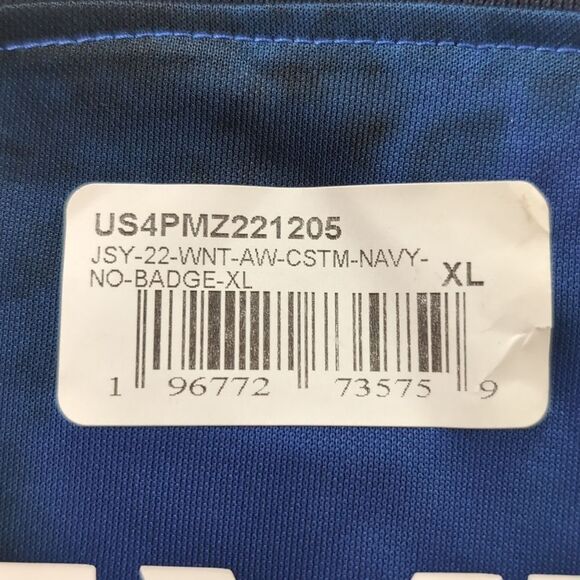 US4PMZ221205
JSY-22-WNT-AW-CSTM-NAVY-
NO-BADGE-XL
XL
1 96772 73575 9